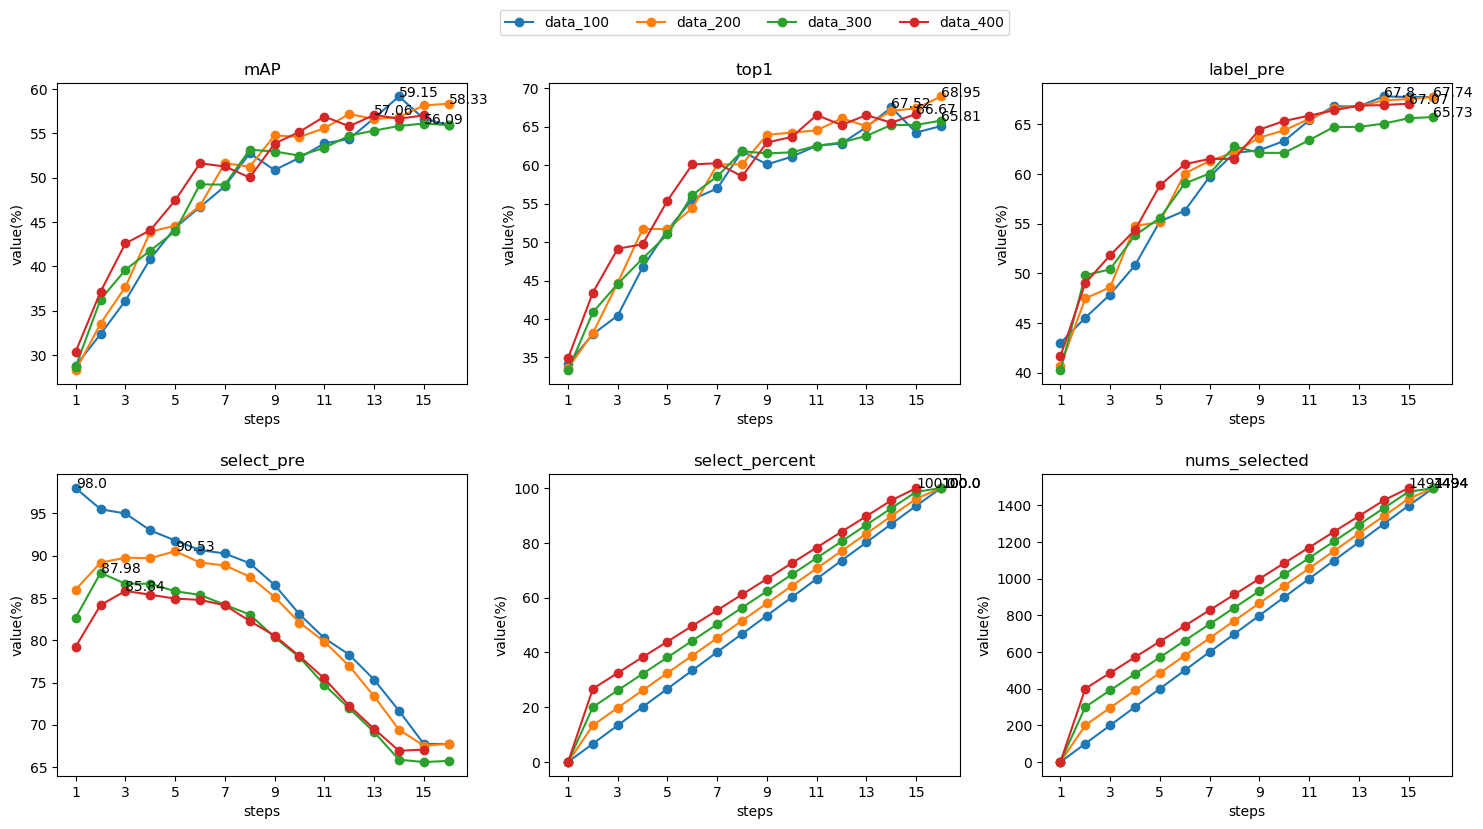 data_100 data_200 data_300 data_400
mAP
60
55
50
45
40
35
30
value(%)
59.15
58.33
57.06
56.09
1 3 5 7 9 11 13 15
steps
top1
70
65
60
55
50
45
40
35
value(%)
68.95
67.52
66.67
65.81
1 3 5 7 9 11 13 15
steps
label_pre
65
60
55
50
45
40
value(%)
67.8
67.74
67.07
65.73
1 3 5 7 9 11 13 15
steps
select_pre
95
90
85
80
75
70
65
value(%)
98.0
90.53
87.98
85.84
1 3 5 7 9 11 13 15
steps
select_percent
100
80
60
40
20
0
value(%)
100.0
1 3 5 7 9 11 13 15
steps
nums_selected
1400
1200
1000
800
600
400
200
0
value(%)
1494
1494
1 3 5 7 9 11 13 15
steps